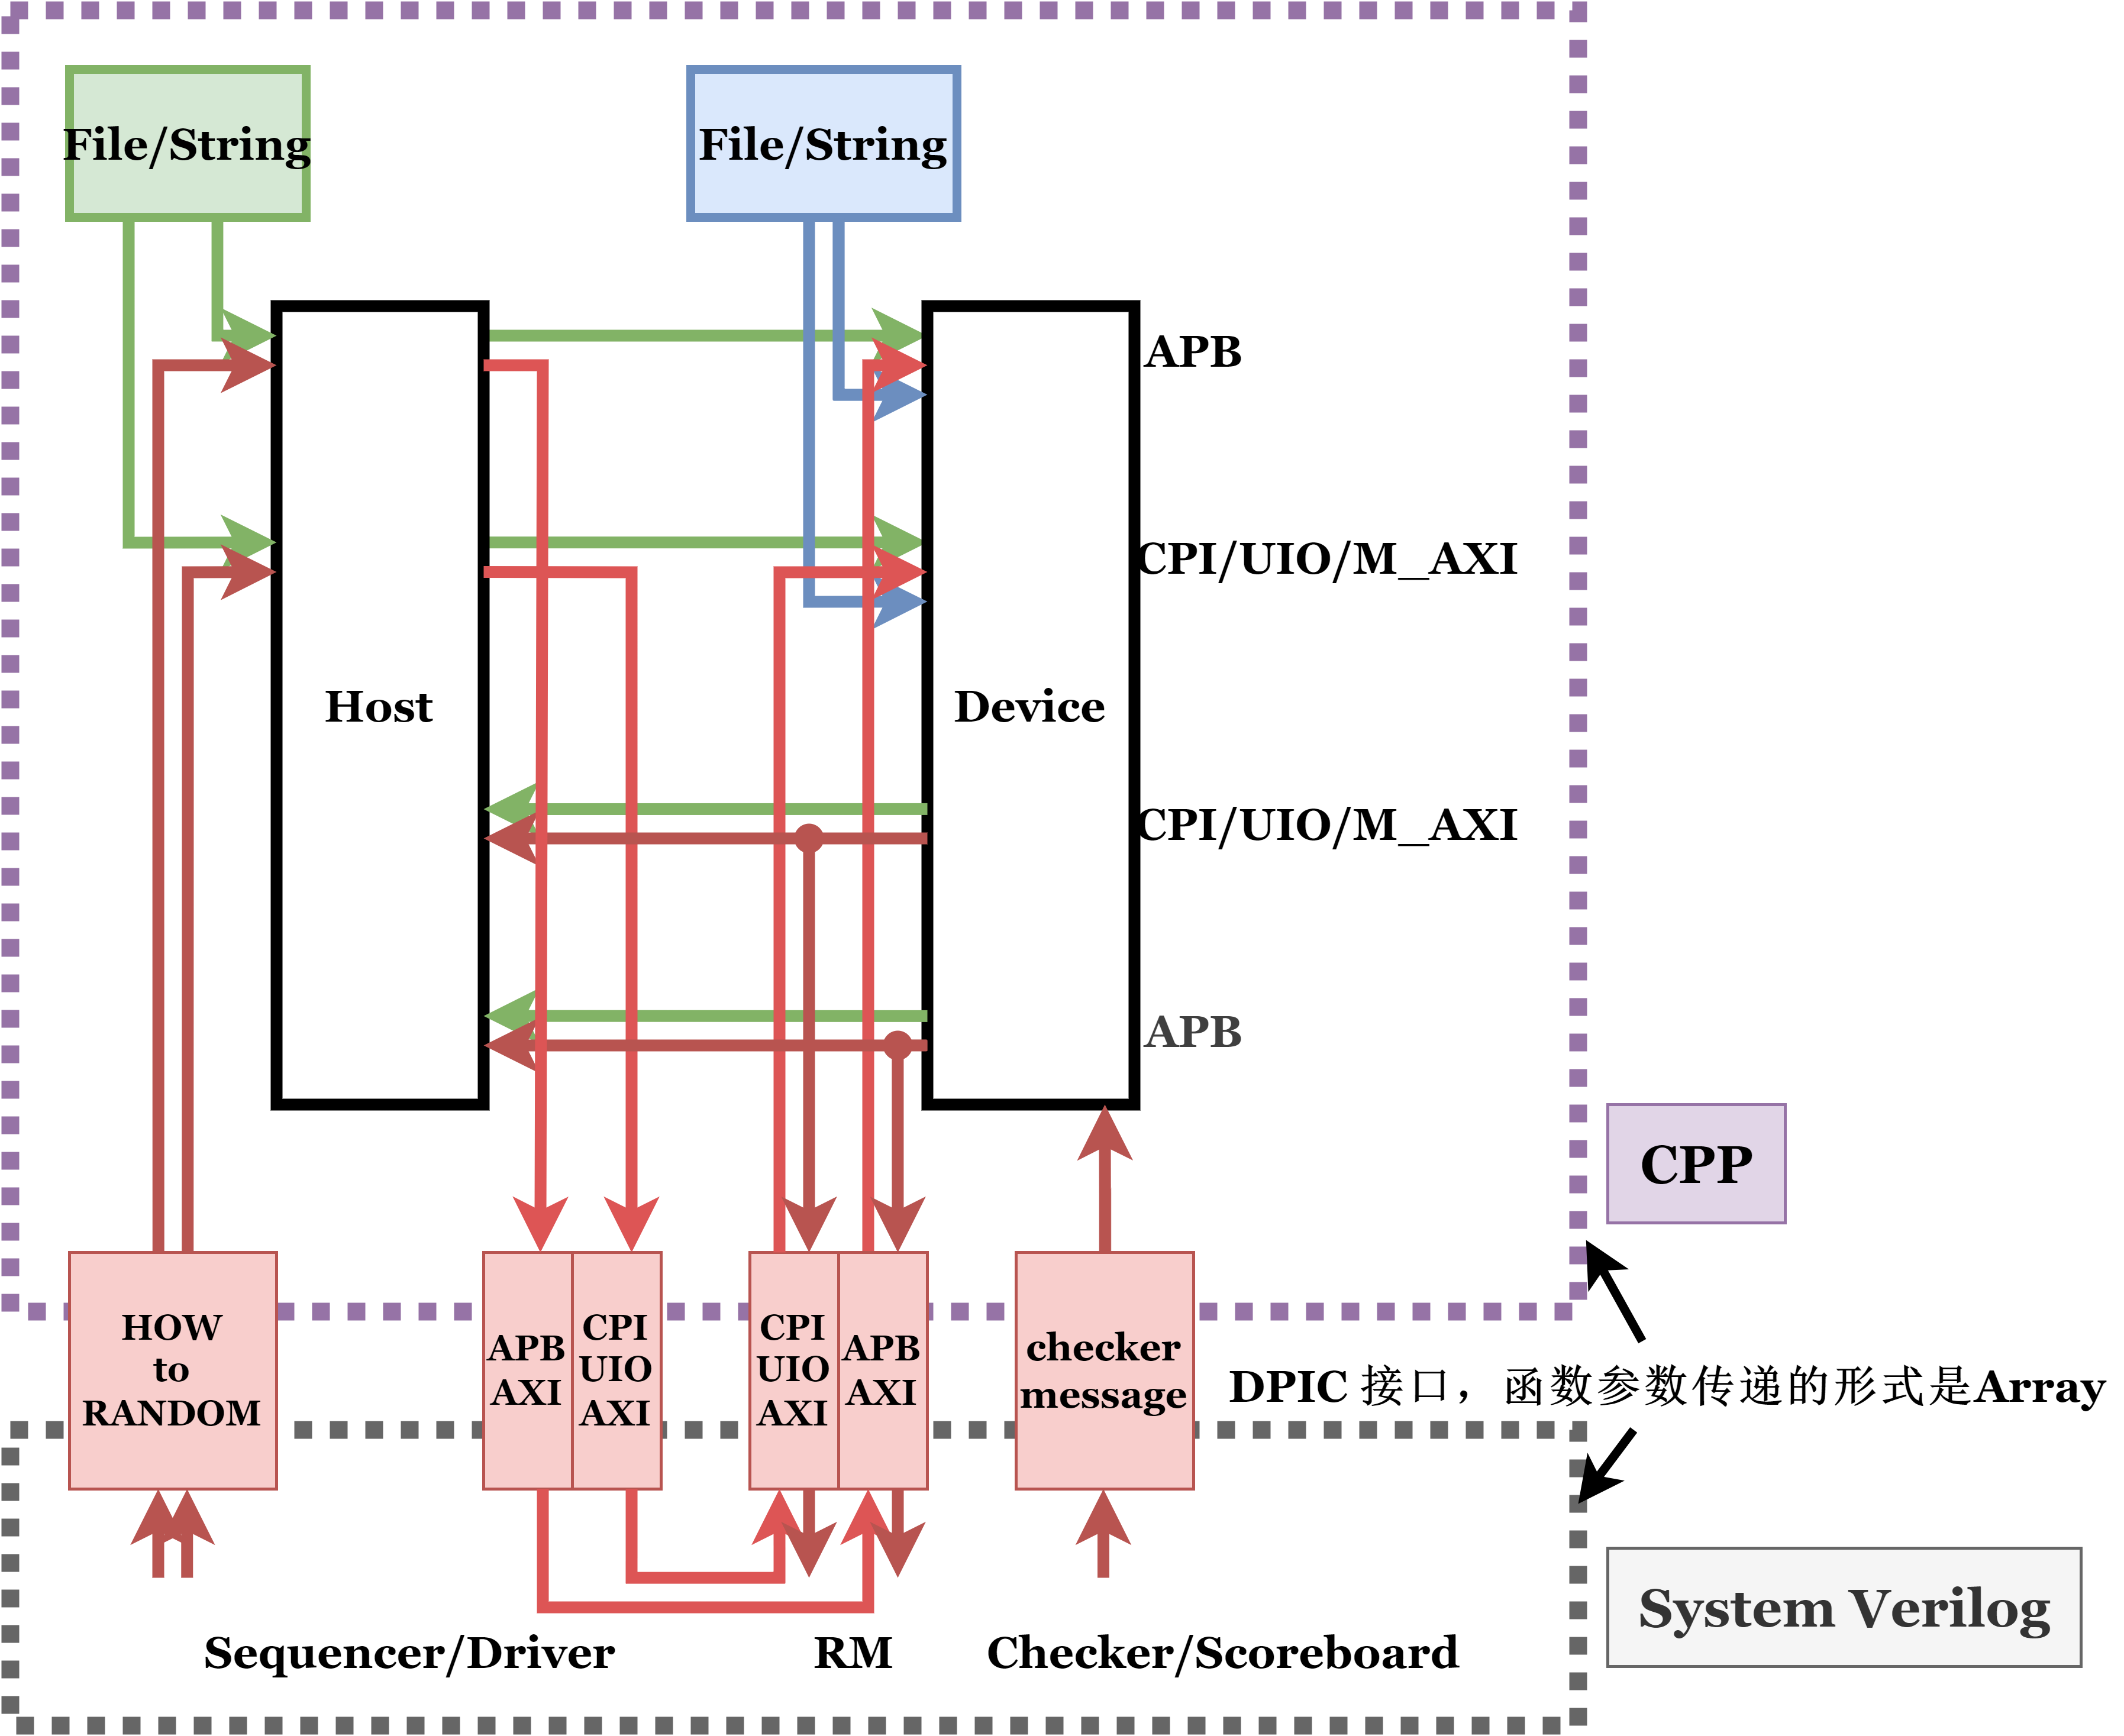 File/String
File/String
APB
CPI/UIO/M_AXI
Host
Device
CPI/UIO/M_AXI
APB
CPP
HOW
to
RANDOM
APB
AXI
CPI
UIO
AXI
CPI
UIO
AXI
APB
AXI
checker
message
DPIC 接口，函数参数传递的形式是Array
System Verilog
Sequencer/Driver
RM
Checker/Scoreboard